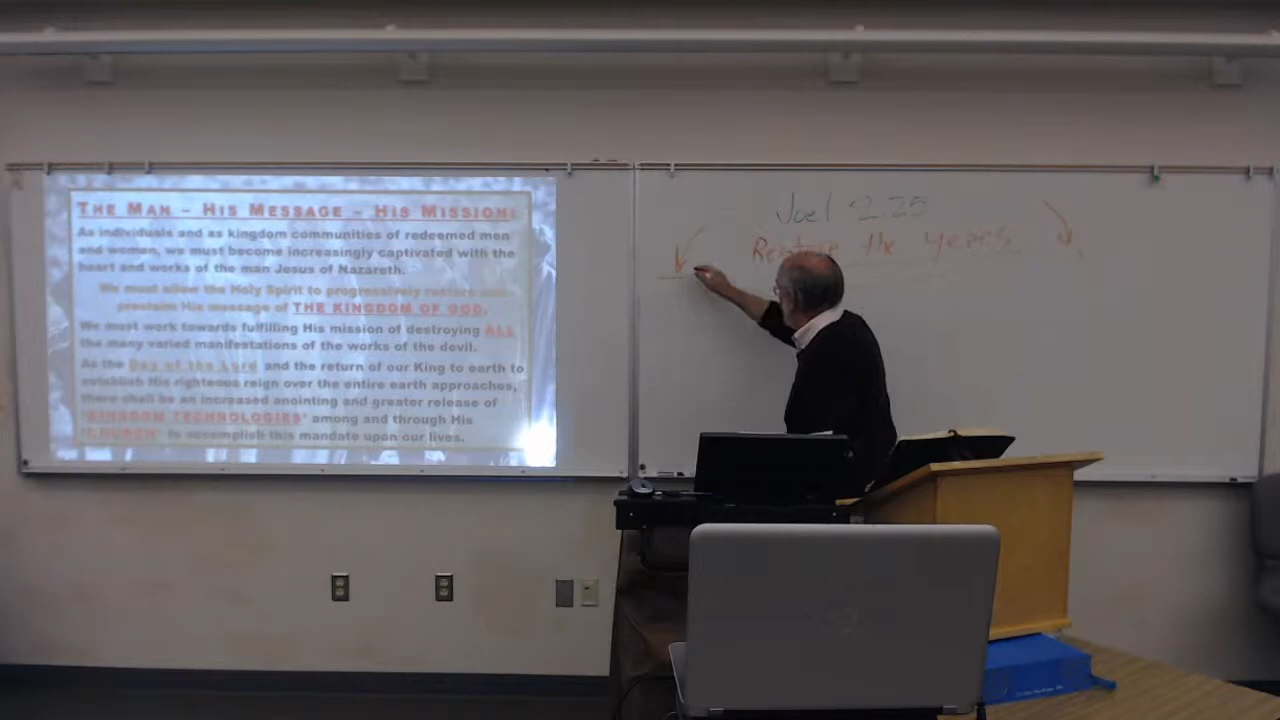 THE MAN – HIS MESSAGE – HIS MISSION:
As individuals and as kingdom communities of redeemed men
and women, we must become increasingly captivated with the
heart and works of the man Jesus of Nazareth.
We must allow the Holy Spirit to progressively restore and
proclaim His message of THE KINGDOM OF GOD.
We must work towards fulfilling His mission of destroying ALL
the many varied manifestations of the works of the devil.
As the Day of the Lord and the return of our King to earth to
establish His righteous reign over the entire earth approaches,
there shall be an increased anointing and greater release of
'KINGDOM TECHNOLOGIES' among and through His
'CHURCH' to accomplish this mandate upon our lives.
Joel 2.25
Restore the years